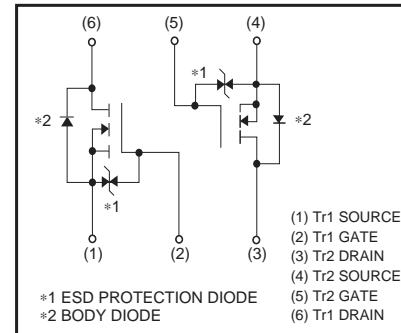 (6) (5) (4)
∗1
∗2 ∗2
∗1
(1) (2) (3)
(1) Tr1 SOURCE
(2) Tr1 GATE
(3) Tr2 DRAIN
(4) Tr2 SOURCE
(5) Tr2 GATE
(6) Tr1 DRAIN
∗1 ESD PROTECTION DIODE
∗2 BODY DIODE